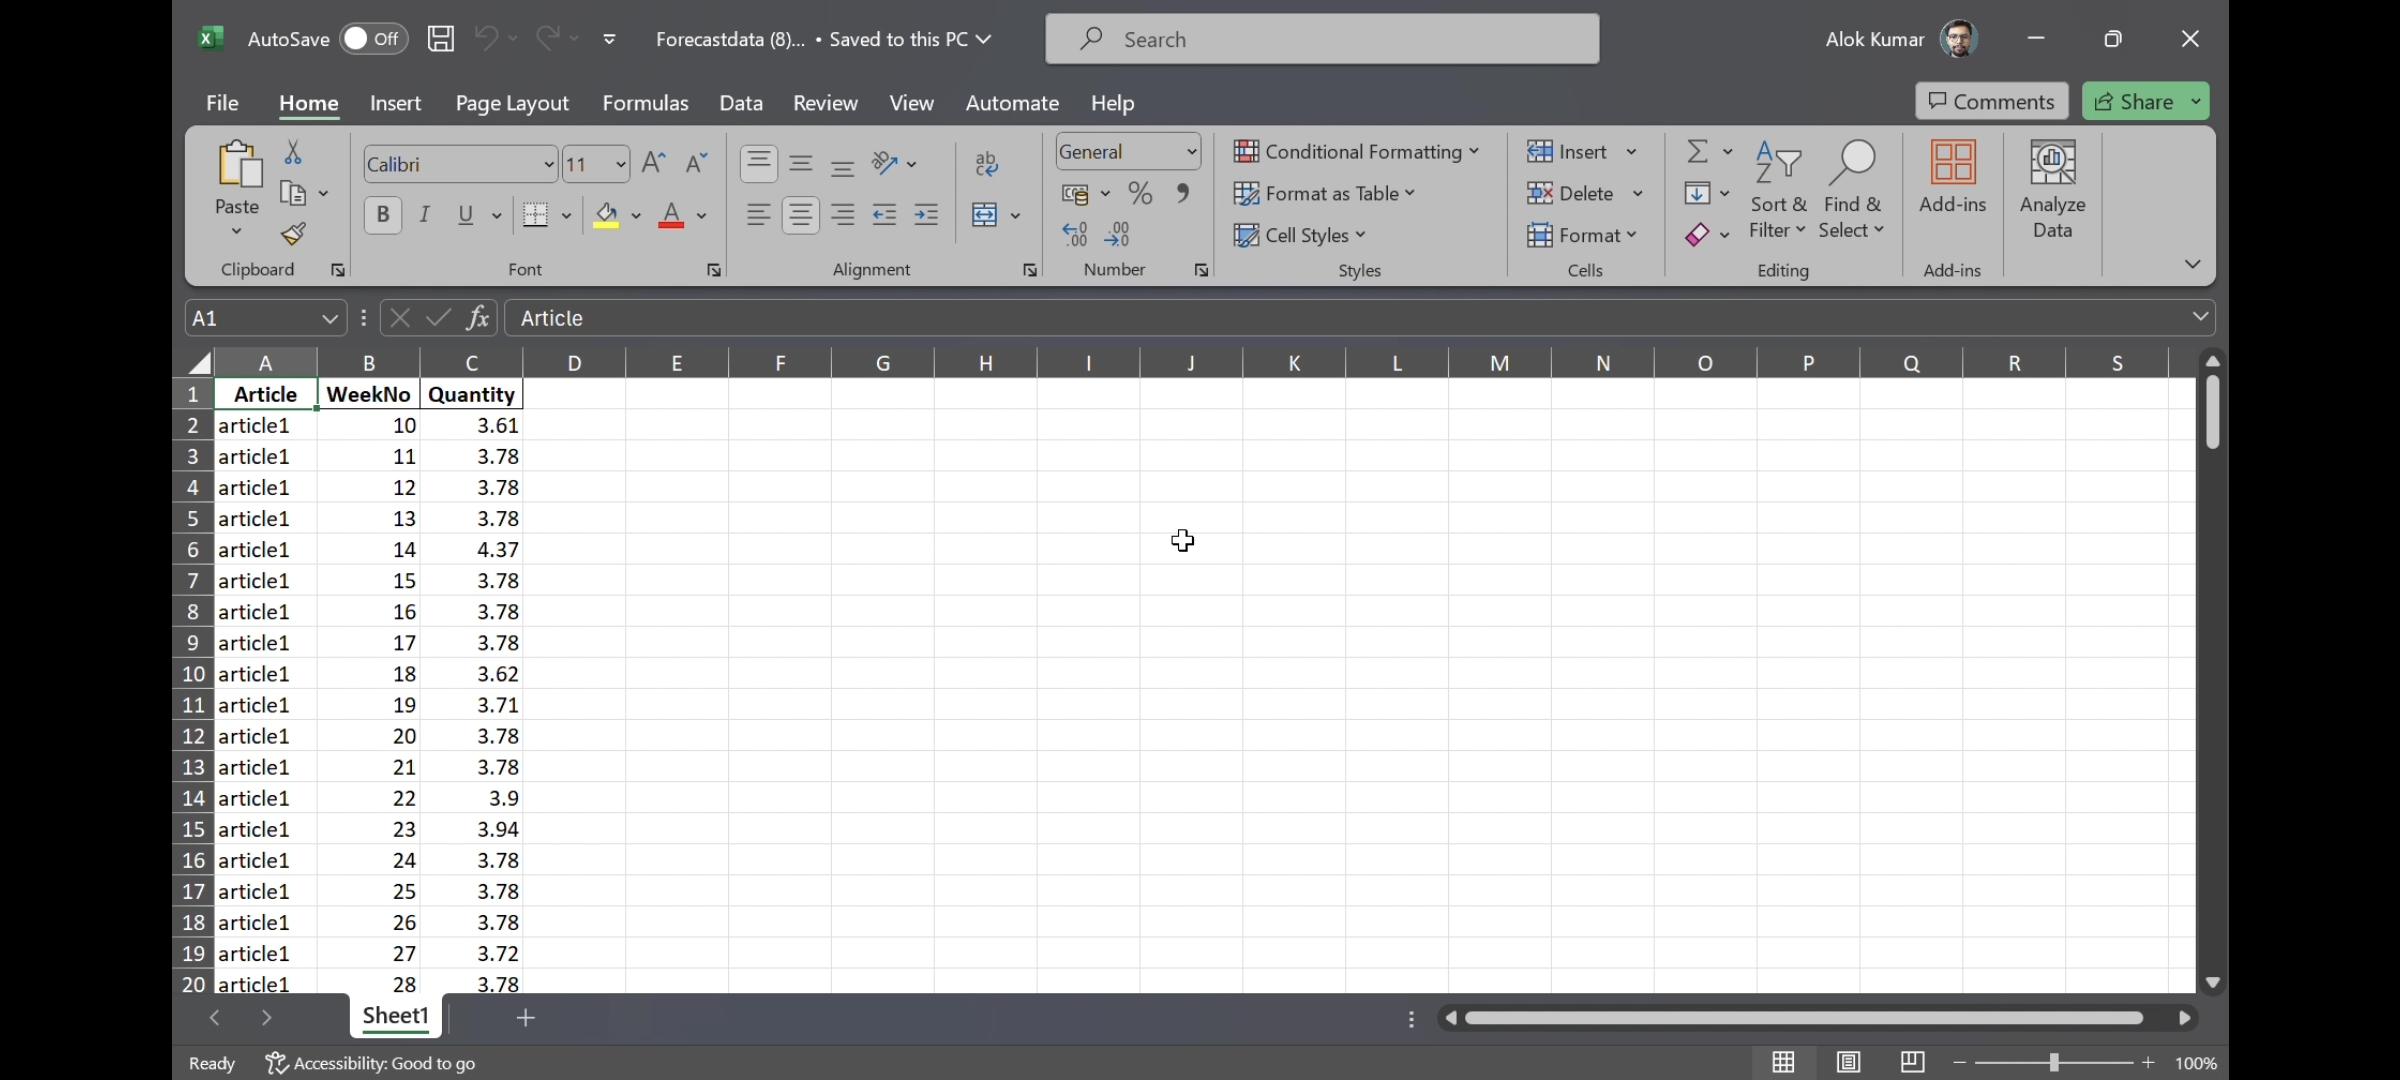 AutoSave Off Forecastdata (8)... • Saved to this PC Search Alok Kumar
File Home Insert Page Layout Formulas Data Review View Automate Help Comments Share
Paste
Clipboard
Calibri 11
B I U A
Font
ab
Alignment
General
% 
Number
Conditional Formatting
Format as Table
Cell Styles
Styles
Insert
Delete
Format
Cells
Sort & Filter
Find & Select
Editing
Add-ins
Add-ins
Analyze Data
A1 fx Article
A B C D E F G H I J K L M N O P Q R S
1 Article WeekNo Quantity
2 article1 10 3.61
3 article1 11 3.78
4 article1 12 3.78
5 article1 13 3.78
6 article1 14 4.37
7 article1 15 3.78
8 article1 16 3.78
9 article1 17 3.78
10 article1 18 3.62
11 article1 19 3.71
12 article1 20 3.78
13 article1 21 3.78
14 article1 22 3.9
15 article1 23 3.94
16 article1 24 3.78
17 article1 25 3.78
18 article1 26 3.78
19 article1 27 3.72
20 article1 28 3.78
Sheet1
Ready Accessibility: Good to go 100%